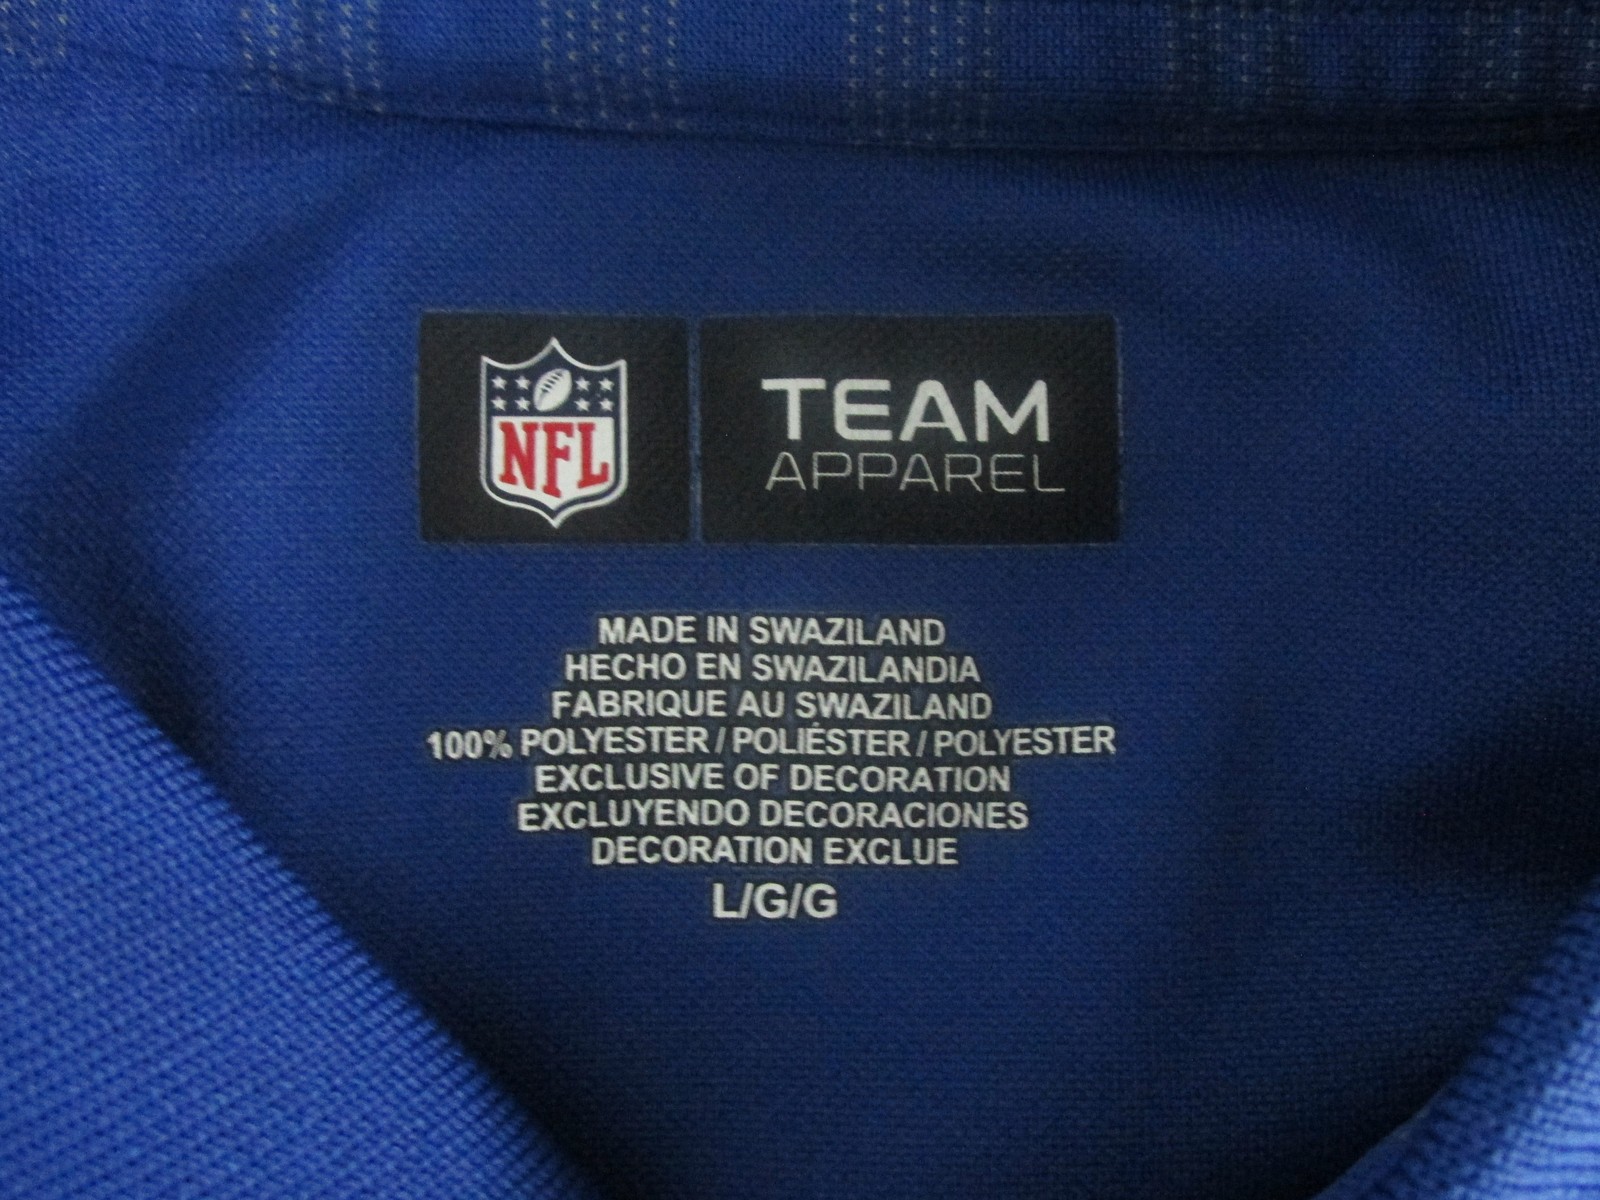 NFL
TEAM
APPAREL
MADE IN SWAZILAND
HECHO EN SWAZILANDIA
FABRIQUE AU SWAZILAND
100% POLYESTER / POLIÉSTER / POLYESTER
EXCLUSIVE OF DECORATION
EXCLUYENDO DECORACIONES
DECORATION EXCLUE
L/G/G